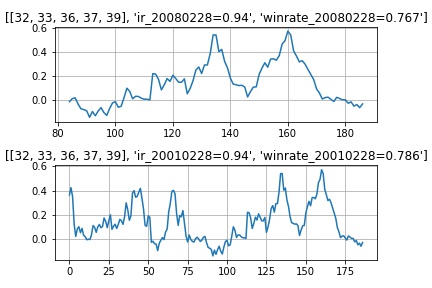 [[32, 33, 36, 37, 39], 'ir_20080228=0.94', 'winrate_20080228=0.767']
0.6
0.4
0.2
0.0
80 100 120 140 160 180
[[32, 33, 36, 37, 39], 'ir_20010228=0.94', 'winrate_20010228=0.786']
0.6
0.4
0.2
0.0
0 25 50 75 100 125 150 175